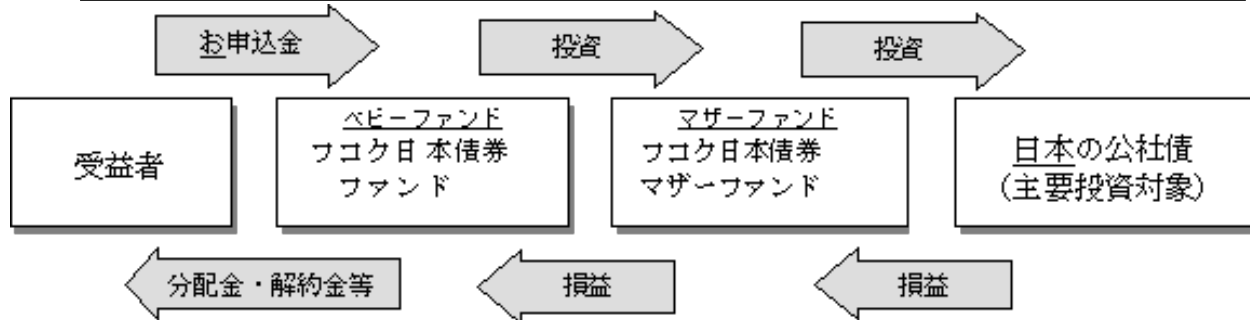 お申込金
投資
投資
受益者
ベビーファンド
フコク日本債券
ファンド
マザーファンド
フコク日本債券
マザーファンド
日本の公社債
(主要投資対象)
分配金・解約金等
損益
損益